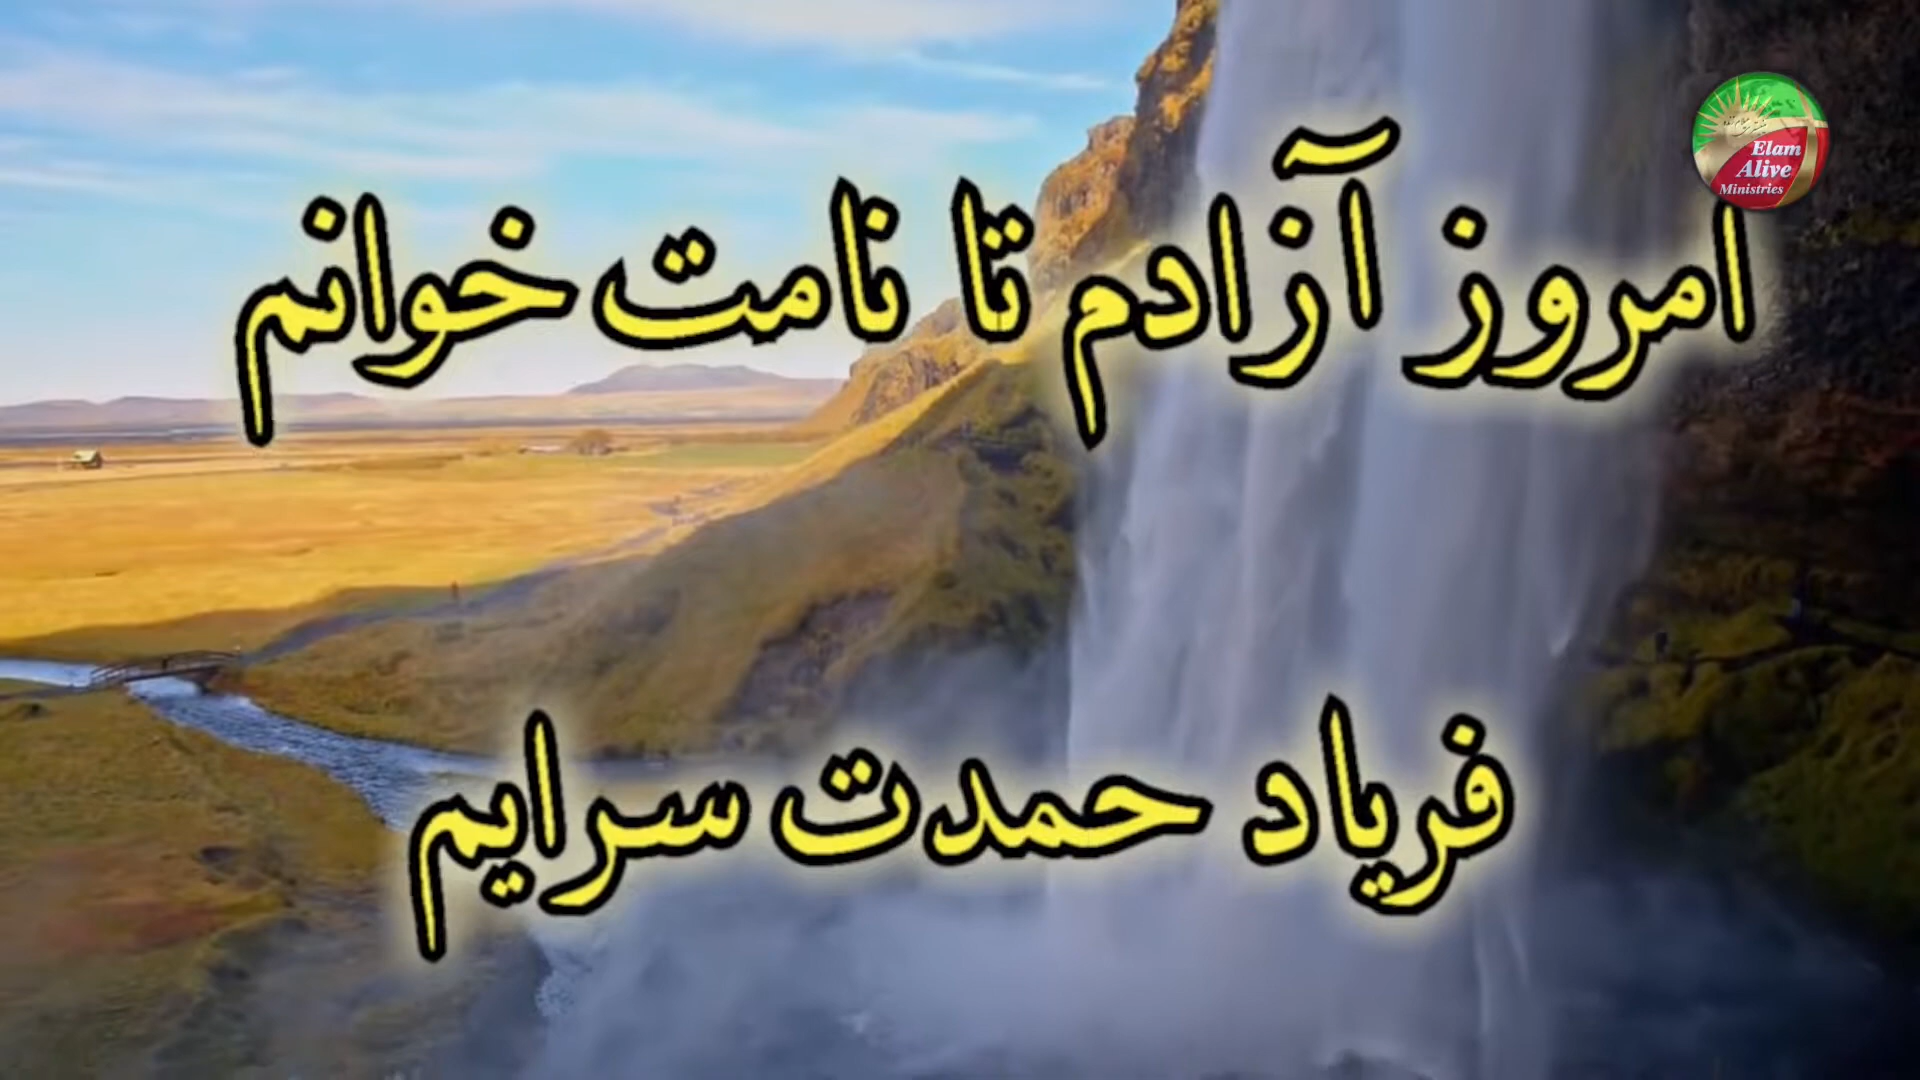 امروز آزادم تا نامت خوانم
فریاد حمدت سرایم
Elam
Alive
Ministries